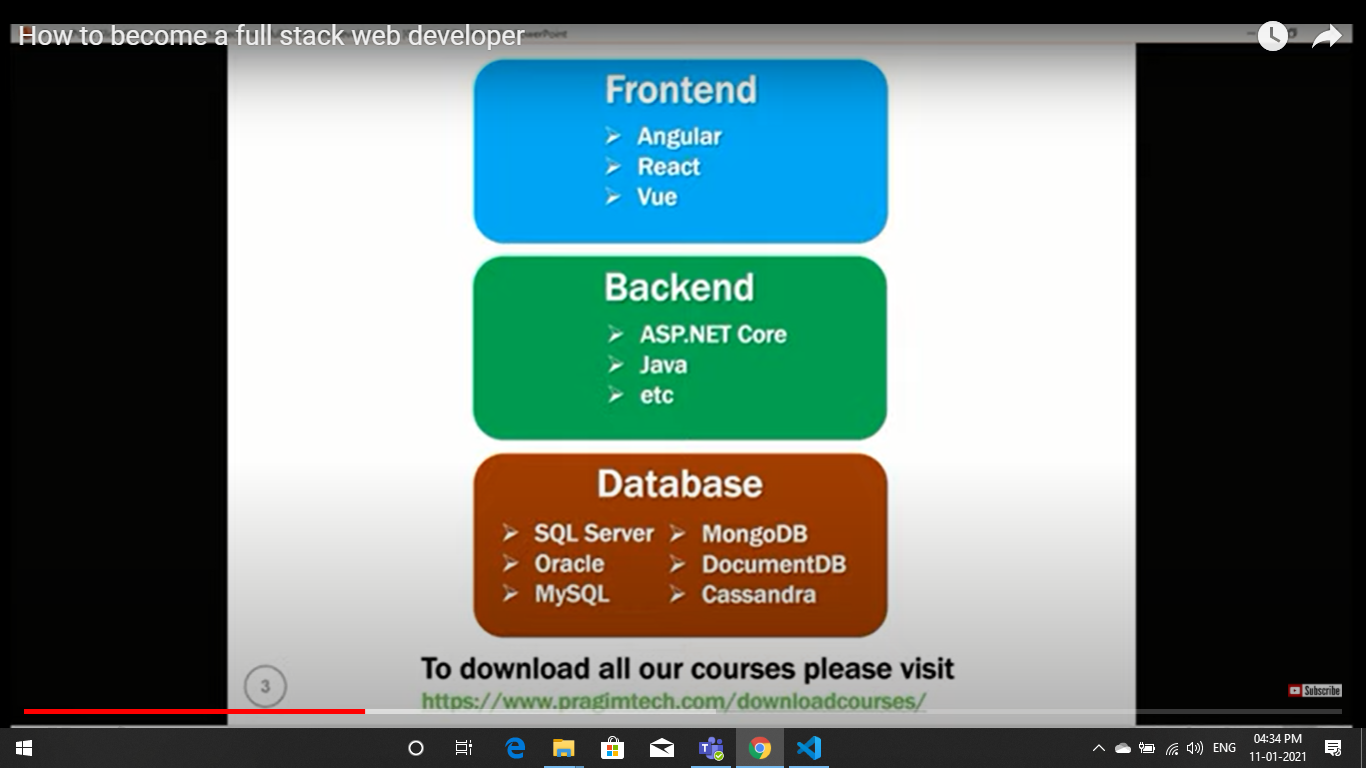 How to become a full stack web developer
Frontend
Angular
React
Vue
Backend
ASP.NET Core
Java
etc
Database
SQL Server
Oracle
MySQL
MongoDB
DocumentDB
Cassandra
To download all our courses please visit
https://www.pragimtech.com/downloadcourses/
3
Subscribe
ENG
04:34 PM
11-01-2021